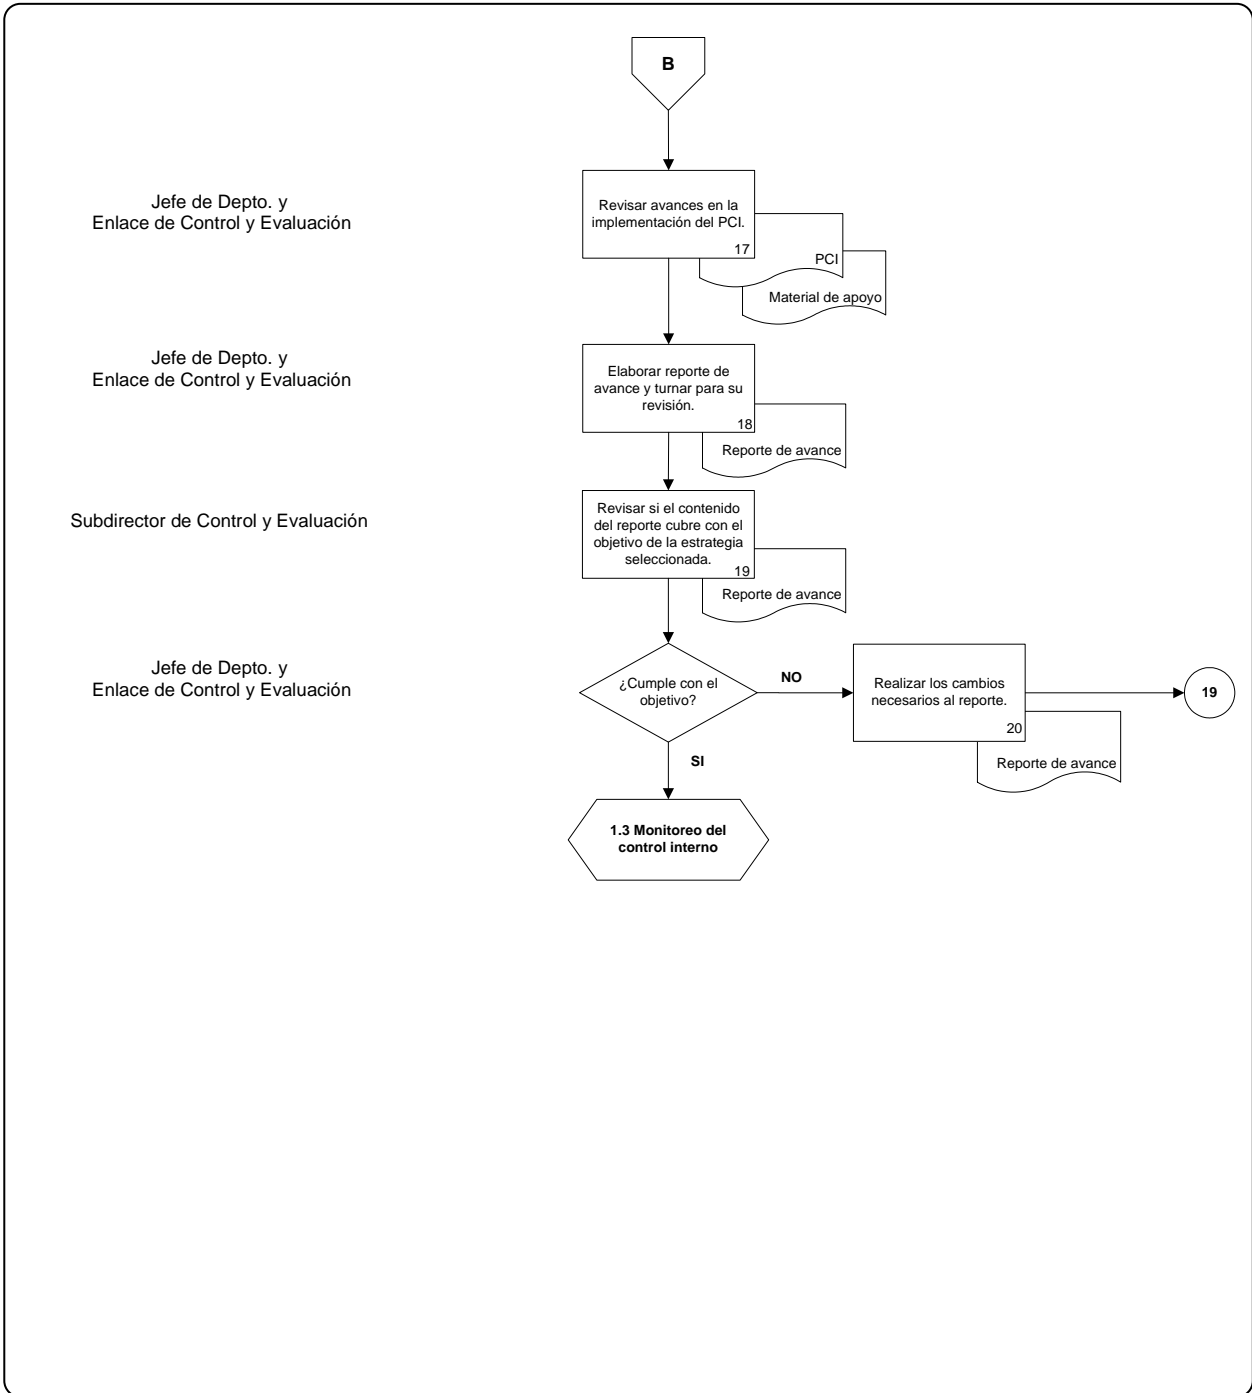 B
Jefe de Depto. y
Enlace de Control y Evaluación
Revisar avances en la
implementación del PCI.
17
PCI
Material de apoyo
Jefe de Depto. y
Enlace de Control y Evaluación
Elaborar reporte de
avance y turnar para su
revisión.
18
Reporte de avance
Subdirector de Control y Evaluación
Revisar si el contenido
del reporte cubre con el
objetivo de la estrategia
seleccionada.
19
Reporte de avance
Jefe de Depto. y
Enlace de Control y Evaluación
¿Cumple con el
objetivo?
NO
Realizar los cambios
necesarios al reporte.
20
Reporte de avance
19
SI
1.3 Monitoreo del
control interno